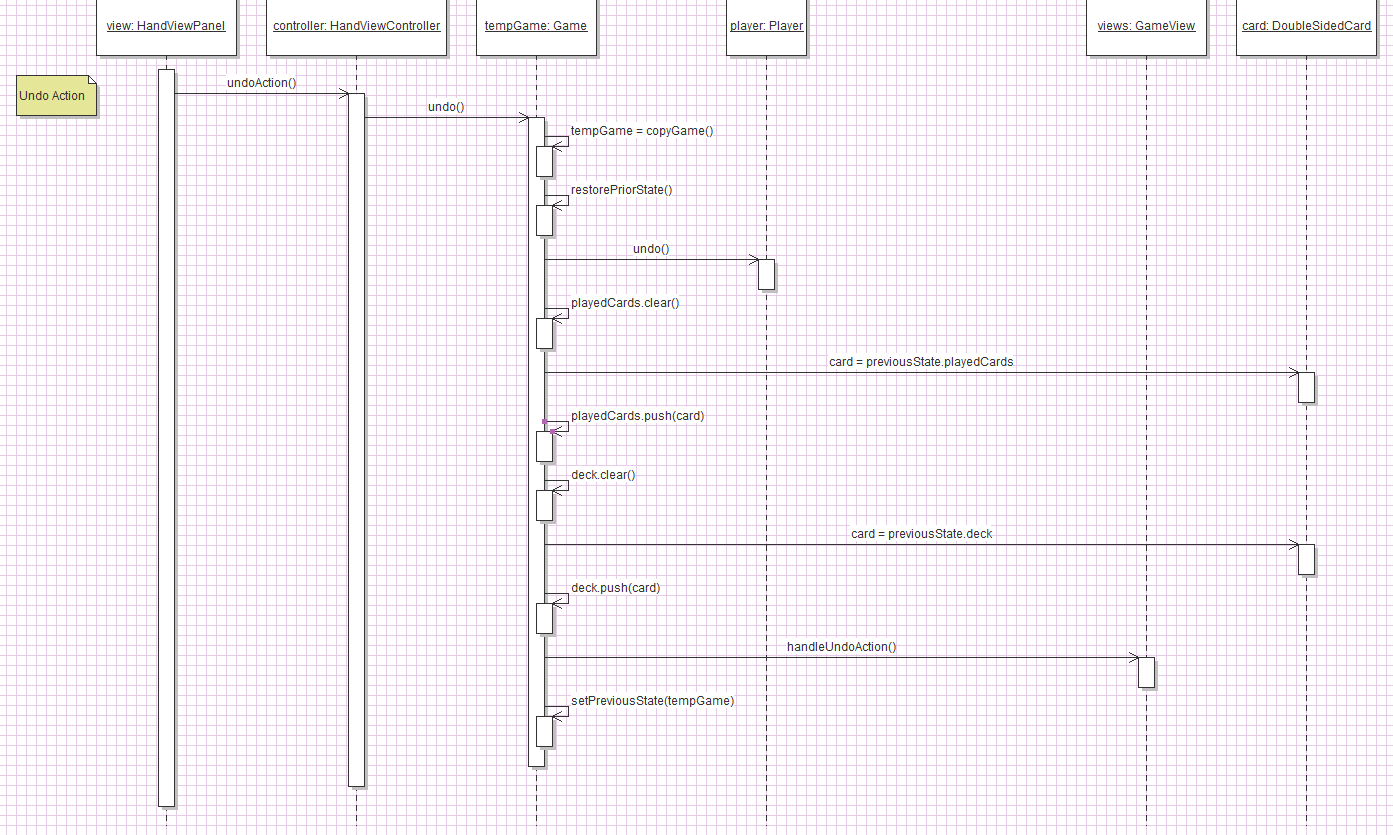 view: HandViewPanel
controller: HandViewController
tempGame: Game
player: Player
views: GameView
card: DoubleSidedCard
Undo Action
undoAction()
undo()
tempGame = copyGame()
restorePriorState()
undo()
playedCards.clear()
card = previousState.playedCards
playedCards.push(card)
deck.clear()
card = previousState.deck
deck.push(card)
handleUndoAction()
setPreviousState(tempGame)